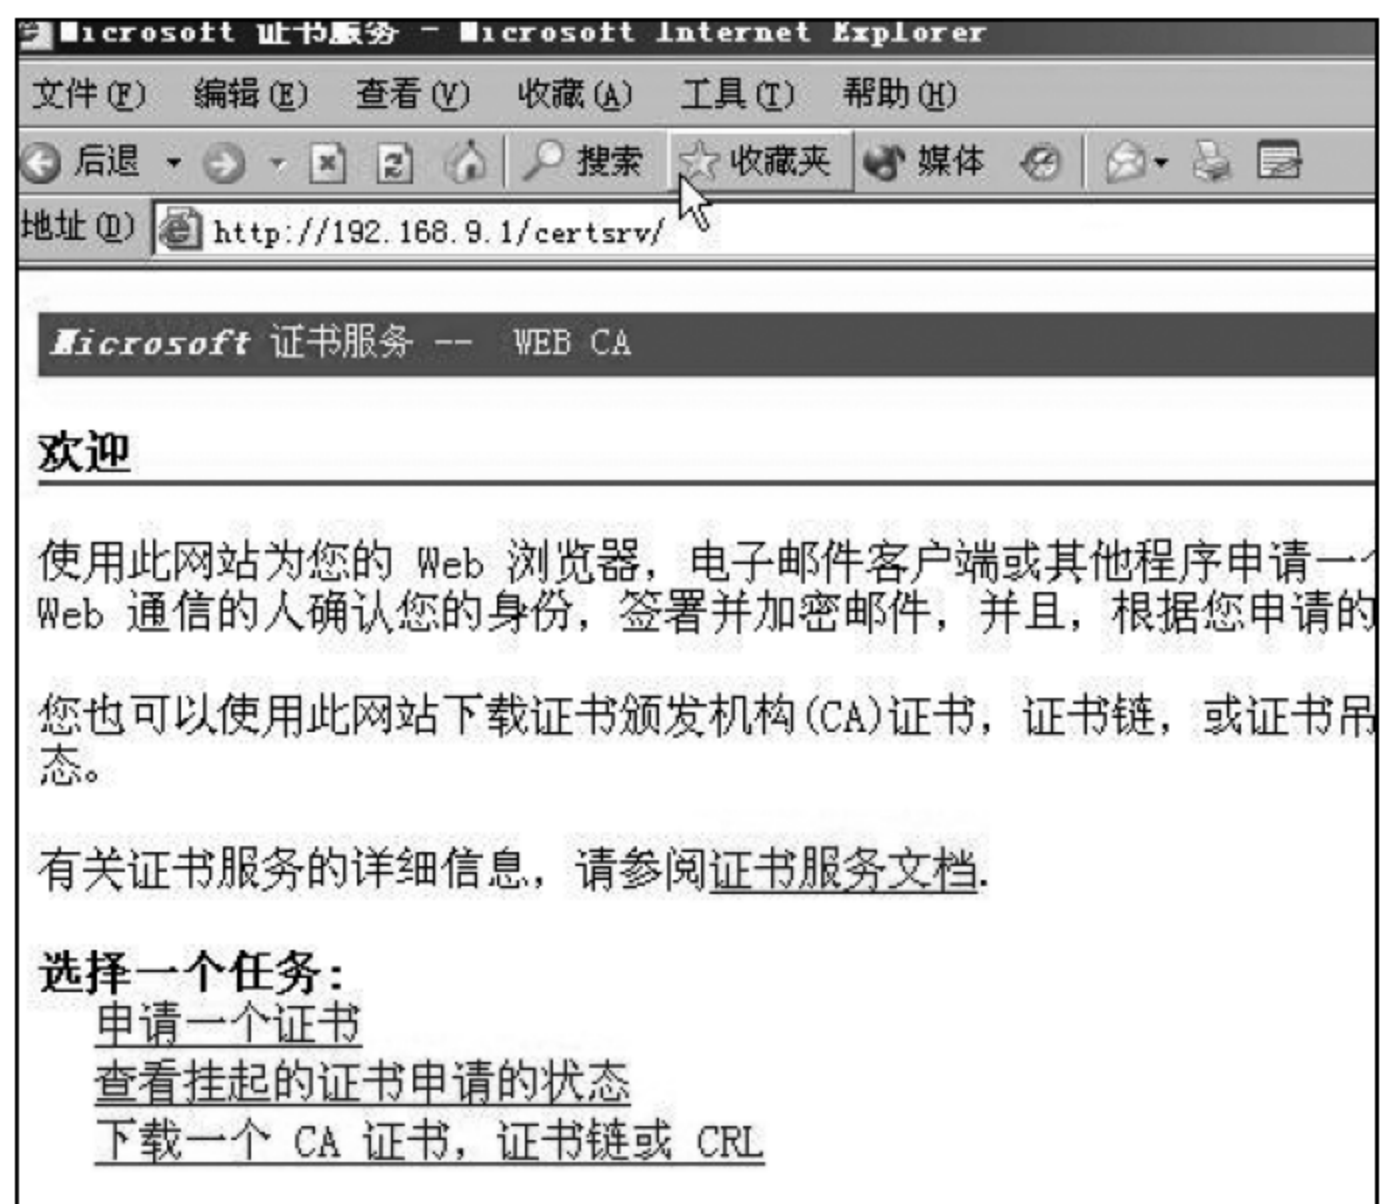 Microsoft 证书服务 - Microsoft Internet Explorer
文件(F) 编辑(E) 查看(V) 收藏(A) 工具(T) 帮助(H)
后退 搜索 收藏夹 媒体
地址(D) http://192.168.9.1/certsrv/
Microsoft 证书服务 -- WEB CA
欢迎
使用此网站为您的 Web 浏览器，电子邮件客户端或其他程序申请一个
Web 通信的人确认您的身份，签署并加密邮件，并且，根据您申请的
您也可以使用此网站下载证书颁发机构(CA)证书，证书链，或证书吊
态。
有关证书服务的详细信息，请参阅证书服务文档.
选择一个任务:
申请一个证书
查看挂起的证书申请的状态
下载一个 CA 证书，证书链或 CRL